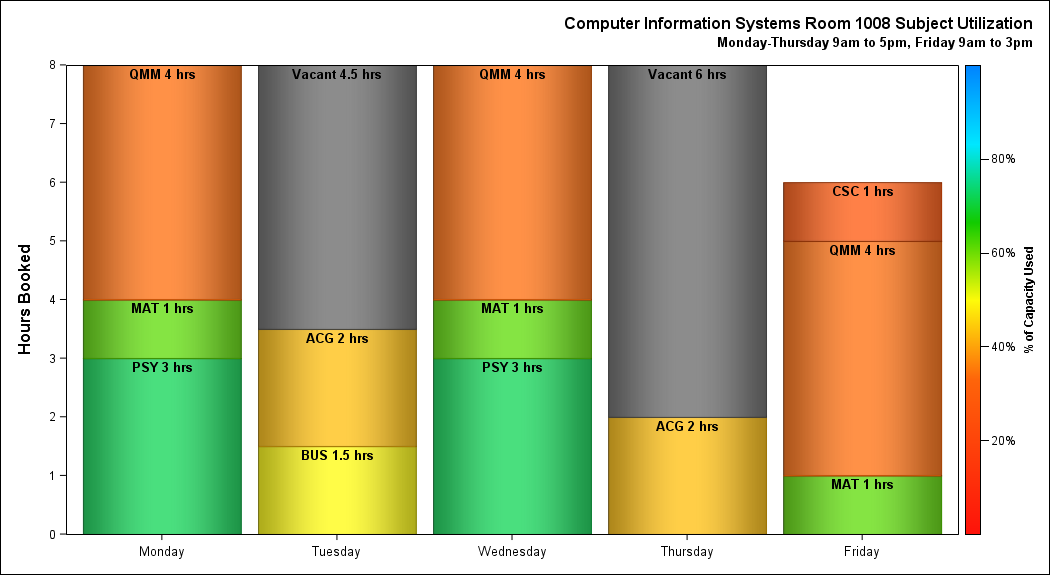 Computer Information Systems Room 1008 Subject Utilization
Monday-Thursday 9am to 5pm, Friday 9am to 3pm
Hours Booked
8
7
6
5
4
3
2
1
0
QMM 4 hrs
MAT 1 hrs
PSY 3 hrs
Monday
Vacant 4.5 hrs
ACG 2 hrs
BUS 1.5 hrs
Tuesday
QMM 4 hrs
MAT 1 hrs
PSY 3 hrs
Wednesday
Vacant 6 hrs
ACG 2 hrs
Thursday
CSC 1 hrs
QMM 4 hrs
MAT 1 hrs
Friday
80%
60%
40%
20%
% of Capacity Used